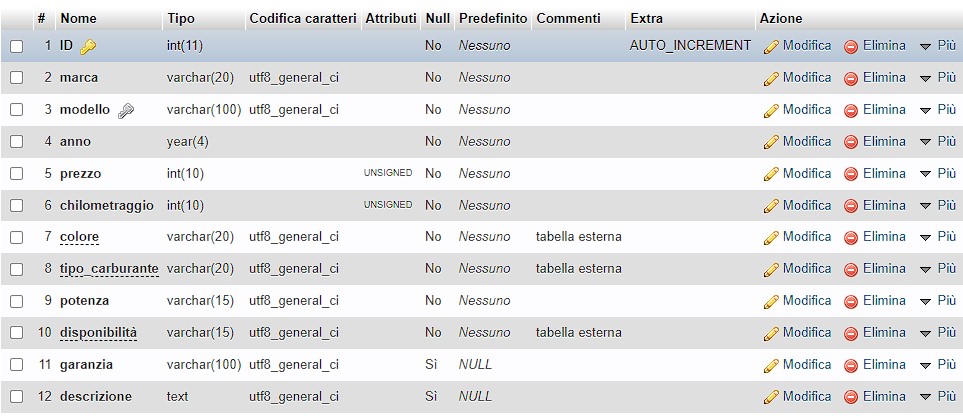 # Nome Tipo Codifica caratteri Attributi Null Predefinito Commenti Extra Azione
1 ID int(11) No Nessuno AUTO_INCREMENT Modifica Elimina Più
2 marca varchar(20) utf8_general_ci No Nessuno Modifica Elimina Più
3 modello varchar(100) utf8_general_ci No Nessuno Modifica Elimina Più
4 anno year(4) No Nessuno Modifica Elimina Più
5 prezzo int(10) UNSIGNED No Nessuno Modifica Elimina Più
6 chilometraggio int(10) UNSIGNED No Nessuno Modifica Elimina Più
7 colore varchar(20) utf8_general_ci No Nessuno tabella esterna Modifica Elimina Più
8 tipo_carburante varchar(20) utf8_general_ci No Nessuno tabella esterna Modifica Elimina Più
9 potenza varchar(15) utf8_general_ci No Nessuno Modifica Elimina Più
10 disponibilità varchar(15) utf8_general_ci No Nessuno tabella esterna Modifica Elimina Più
11 garanzia varchar(100) utf8_general_ci Sì NULL Modifica Elimina Più
12 descrizione text utf8_general_ci Sì NULL Modifica Elimina Più